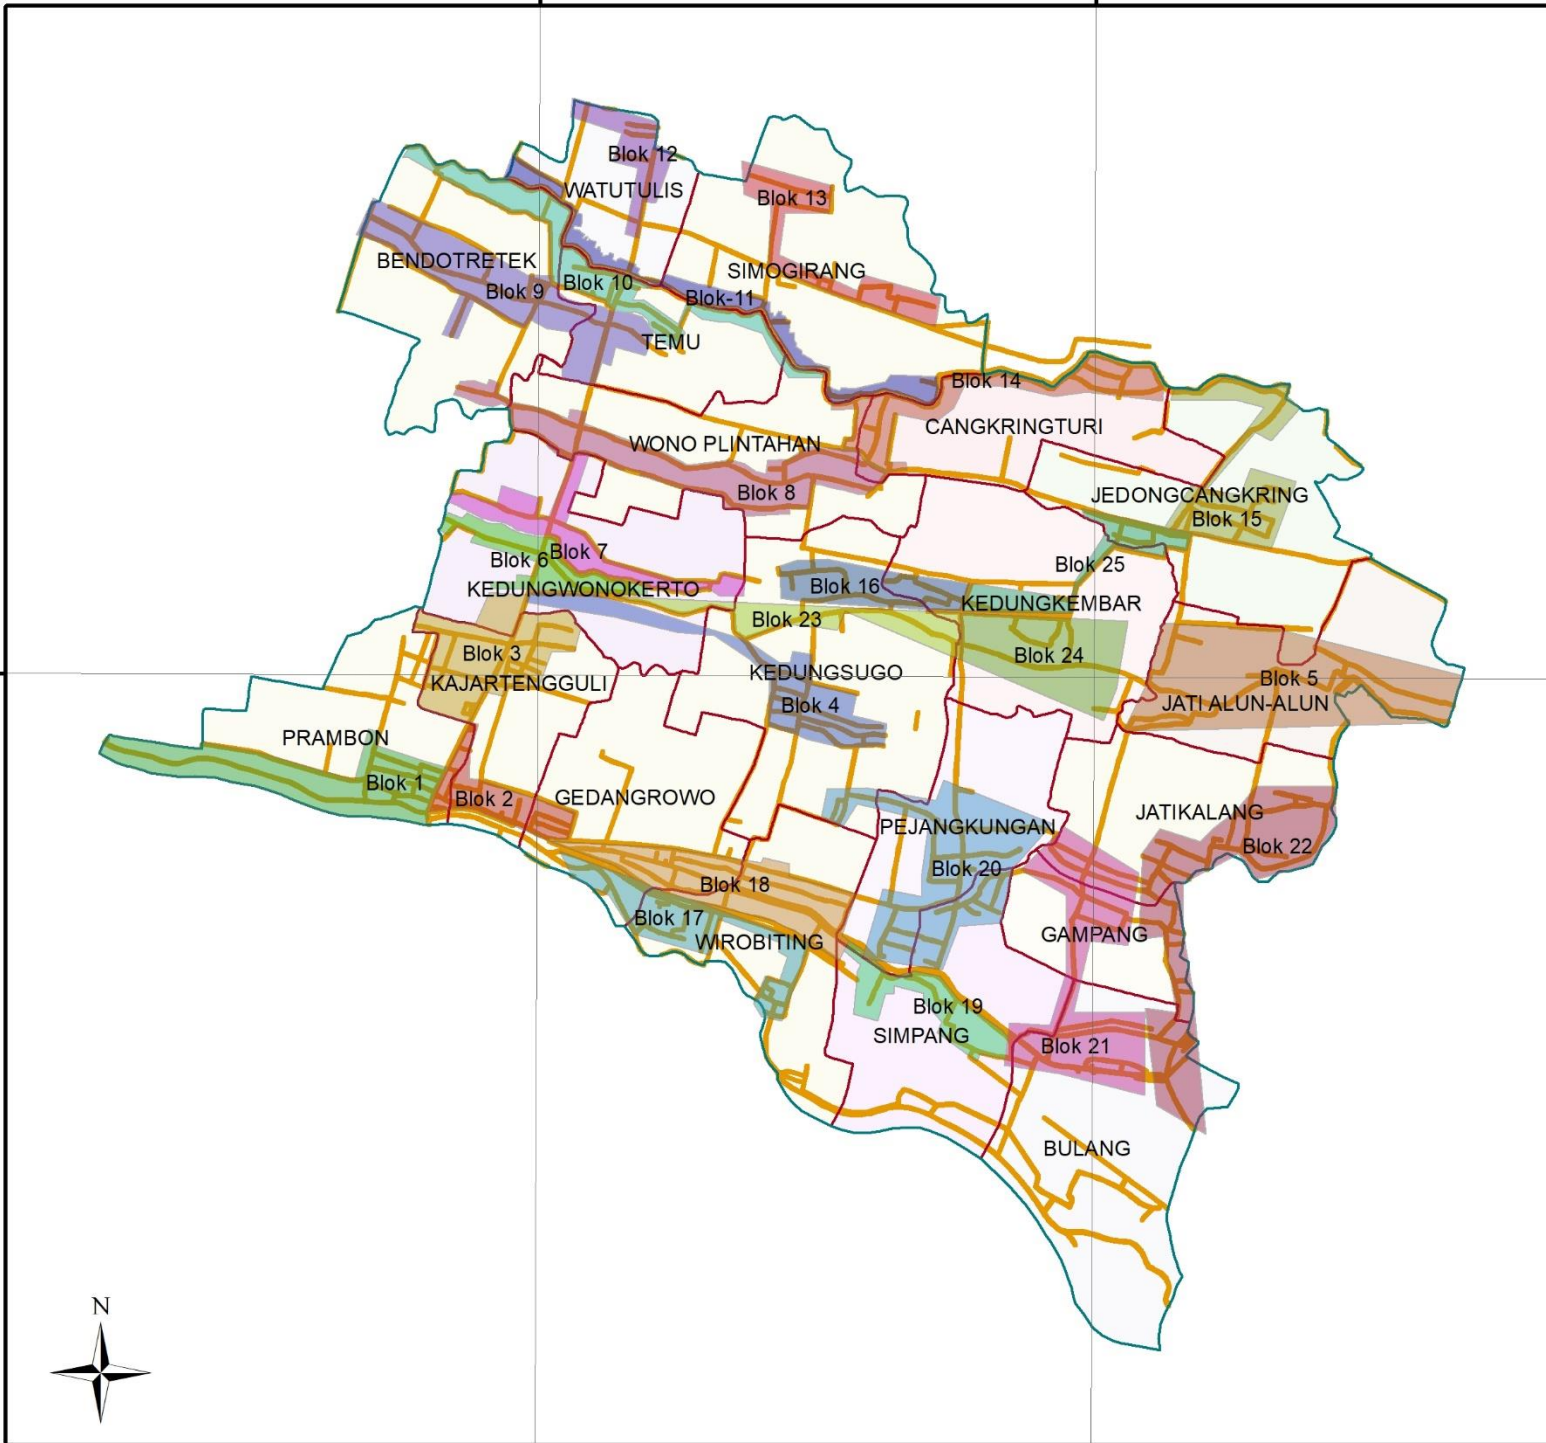 Blok 12
WATUTULIS
Blok 13
BENDOTRETEK
SIMOGIRANG
Blok 9
Blok 10
Blok-11
TEMU
Blok 14
CANGKRINGTURI
WONO PLINTAHAN
Blok 8
JEDONGCANGKRING
Blok 15
Blok 6
Blok 7
Blok 25
KEDUNGWONOKERTO
Blok 16
KEDUNGKEMBAR
Blok 23
Blok 3
Blok 24
KAJARTENGGULI
KEDUNGSUGO
Blok 5
Blok 4
JATI ALUN-ALUN
PRAMBON
Blok 1
Blok 2
GEDANGROWO
PEJANGKUNGAN
JATIKALANG
Blok 22
Blok 18
Blok 20
Blok 17
WIROBITING
GAMPANG
Blok 19
SIMPANG
Blok 21
BULANG
N